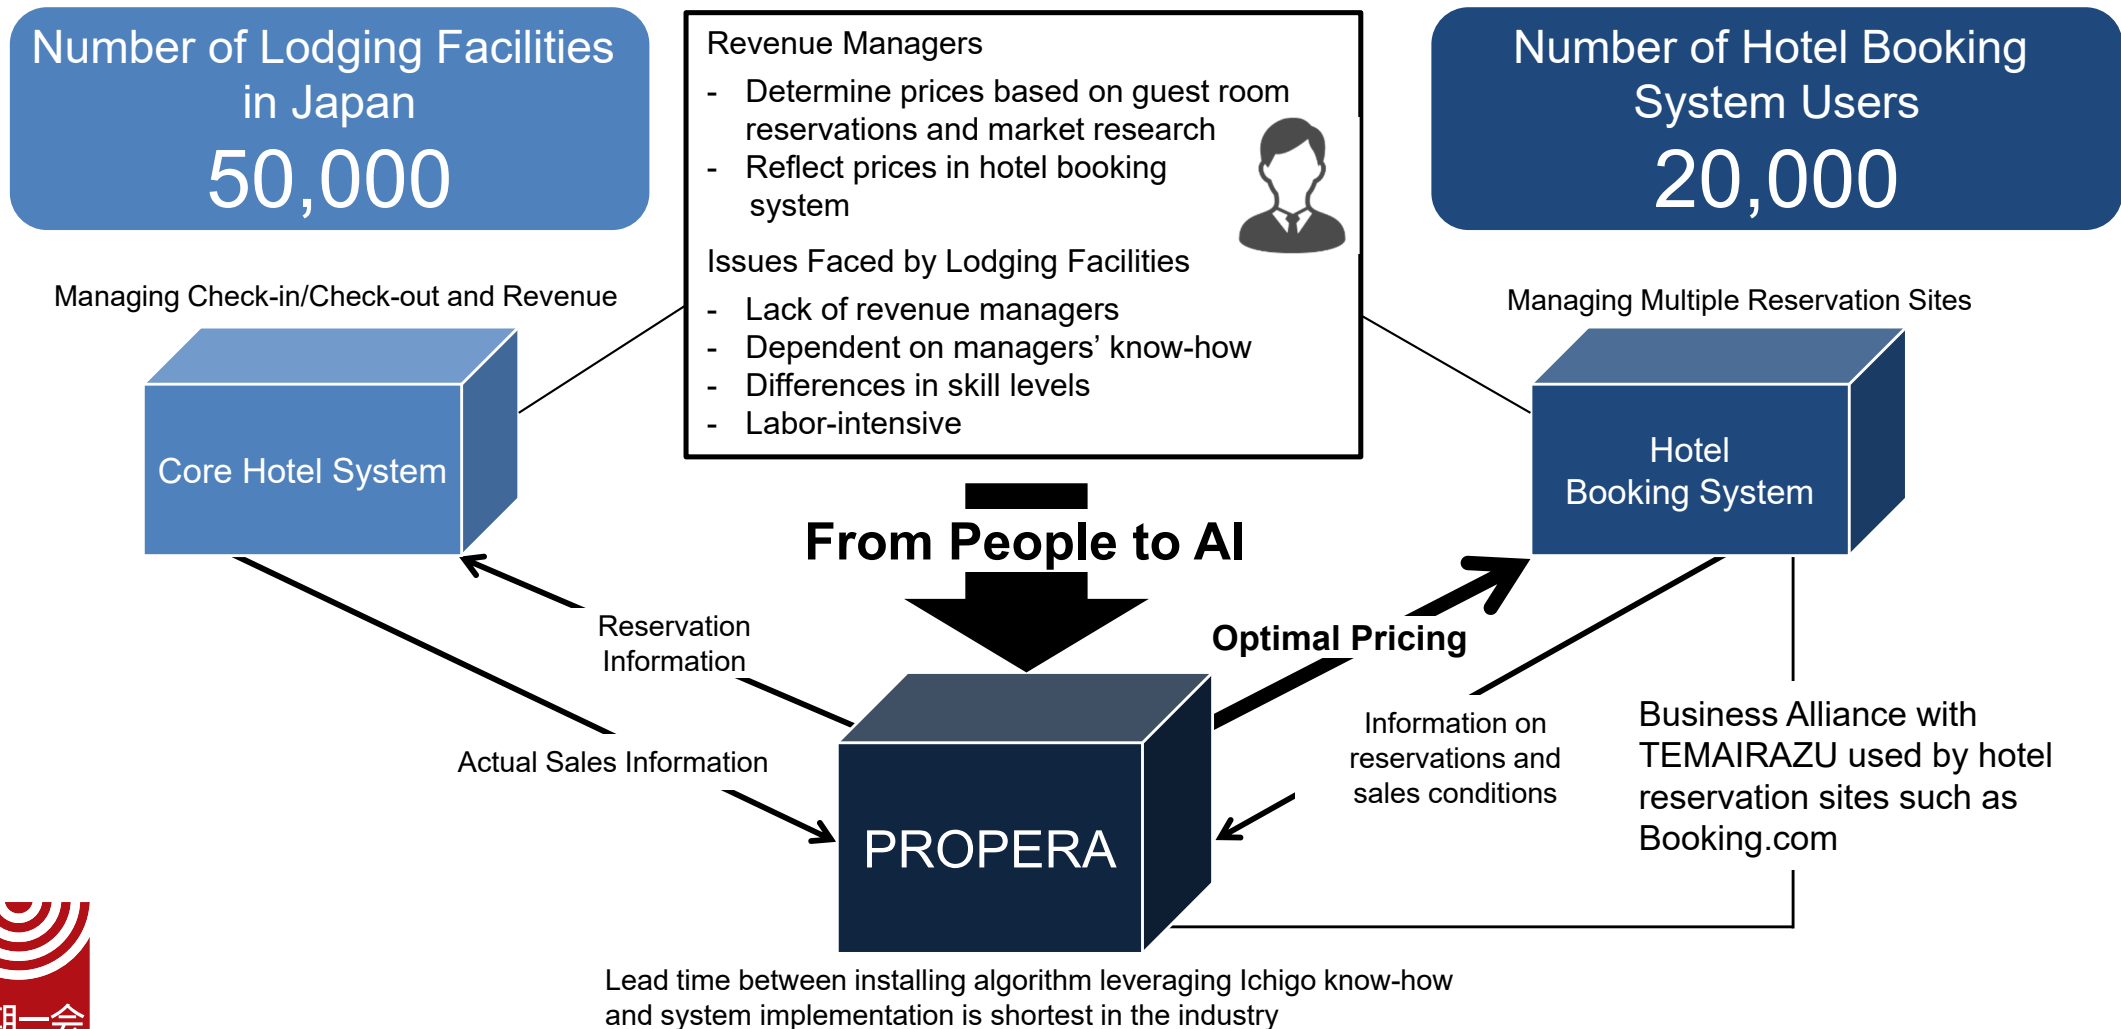 Number of Lodging Facilities
in Japan
50,000
Revenue Managers
- Determine prices based on guest room
reservations and market research
- Reflect prices in hotel booking
system
Issues Faced by Lodging Facilities
- Lack of revenue managers
- Dependent on managers’ know-how
- Differences in skill levels
- Labor-intensive
Number of Hotel Booking
System Users
20,000
Managing Check-in/Check-out and Revenue
Core Hotel System
Managing Multiple Reservation Sites
Hotel
Booking System
From People to AI
Reservation
Information
Actual Sales Information
Optimal Pricing
Information on
reservations and
sales conditions
Business Alliance with
TEMAIRAZU used by hotel
reservation sites such as
Booking.com
PROPERA
Lead time between installing algorithm leveraging Ichigo know-how
and system implementation is shortest in the industry
期一会